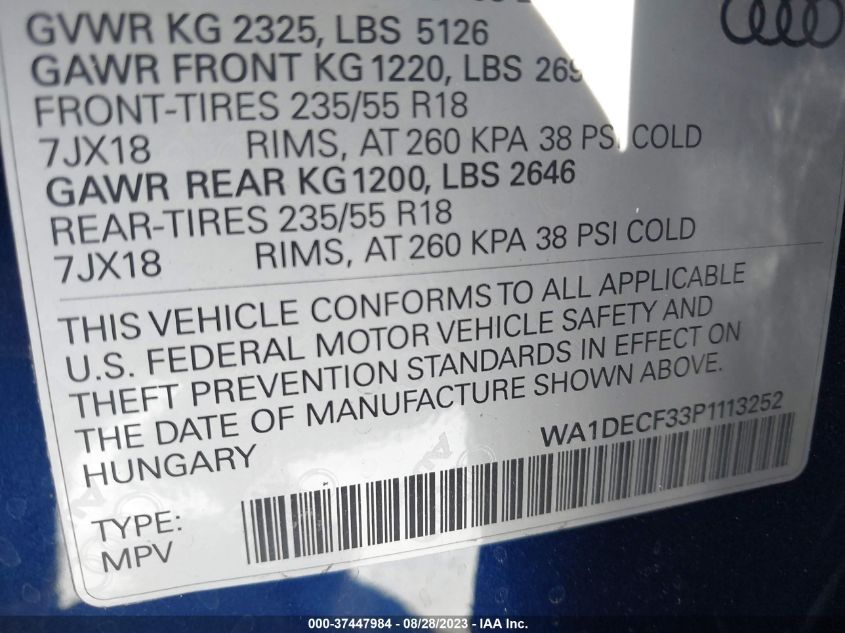 GVWR KG 2325, LBS 5126
GAWR FRONT KG 1220, LBS
FRONT-TIRES 235/55 R18
7JX18 RIMS, AT 260 KPA 38 PSI COLD
GAWR REAR KG 1200, LBS 2646
REAR-TIRES 235/55 R18
7JX18 RIMS, AT 260 KPA 38 PSI COLD
THIS VEHICLE CONFORMS TO ALL APPLICABLE
U.S. FEDERAL MOTOR VEHICLE SAFETY AND
THEFT PREVENTION STANDARDS IN EFFECT ON
THE DATE OF MANUFACTURE SHOWN ABOVE.
HUNGARY
WA1DECF33P1113252
TYPE:
MPV
000-37447984 - 08/28/2023 - IAA Inc.